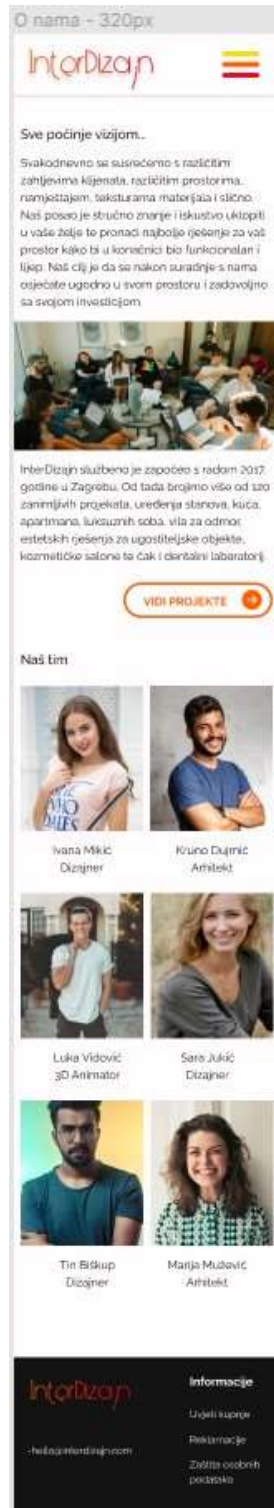 O nama - 320px
InterDizajn
Sve počinje vizijom...
Svakodnevno se susrećemo s različitim
zahtjevima klijenata, različitim prostorima,
namještajem, teksturama materijala i slično.
Naš posao je stručno znanje i iskustvo uklopiti
u vaše želje te pronaći najbolje rješenje za vaš
prostor kako bi u konačnici bio funkcionalan i
lijep. Naš cilj je da se nakon suradnje s nama
osjećate ugodno u svom prostoru i zadovoljno
sa svojom investicijom.
InterDizajn službeno je započeo s radom 2017.
godine u Zagrebu. Od tada brojimo više od 120
zanimljivih projekata, uređenja stanova, kuća,
apartmana, luksuznih soba, vila za odmor,
estetskih rješenja za ugostiteljske objekte,
kozmetičke salone te čak i dentalni laboratorij.
VIDI PROJEKTE
Naš tim
Ivana Mikić
Dizajner
Kruno Dujmić
Arhitekt
Luka Vidović
3D Animator
Sara Jukić
Dizajner
Tin Biškup
Dizajner
Marija Mužević
Arhitekt
InterDizajn
-hello@interdizajn.com
Informacije
Uvjeti kupnje
Reklamacije
Zaštita osobnih
podataka